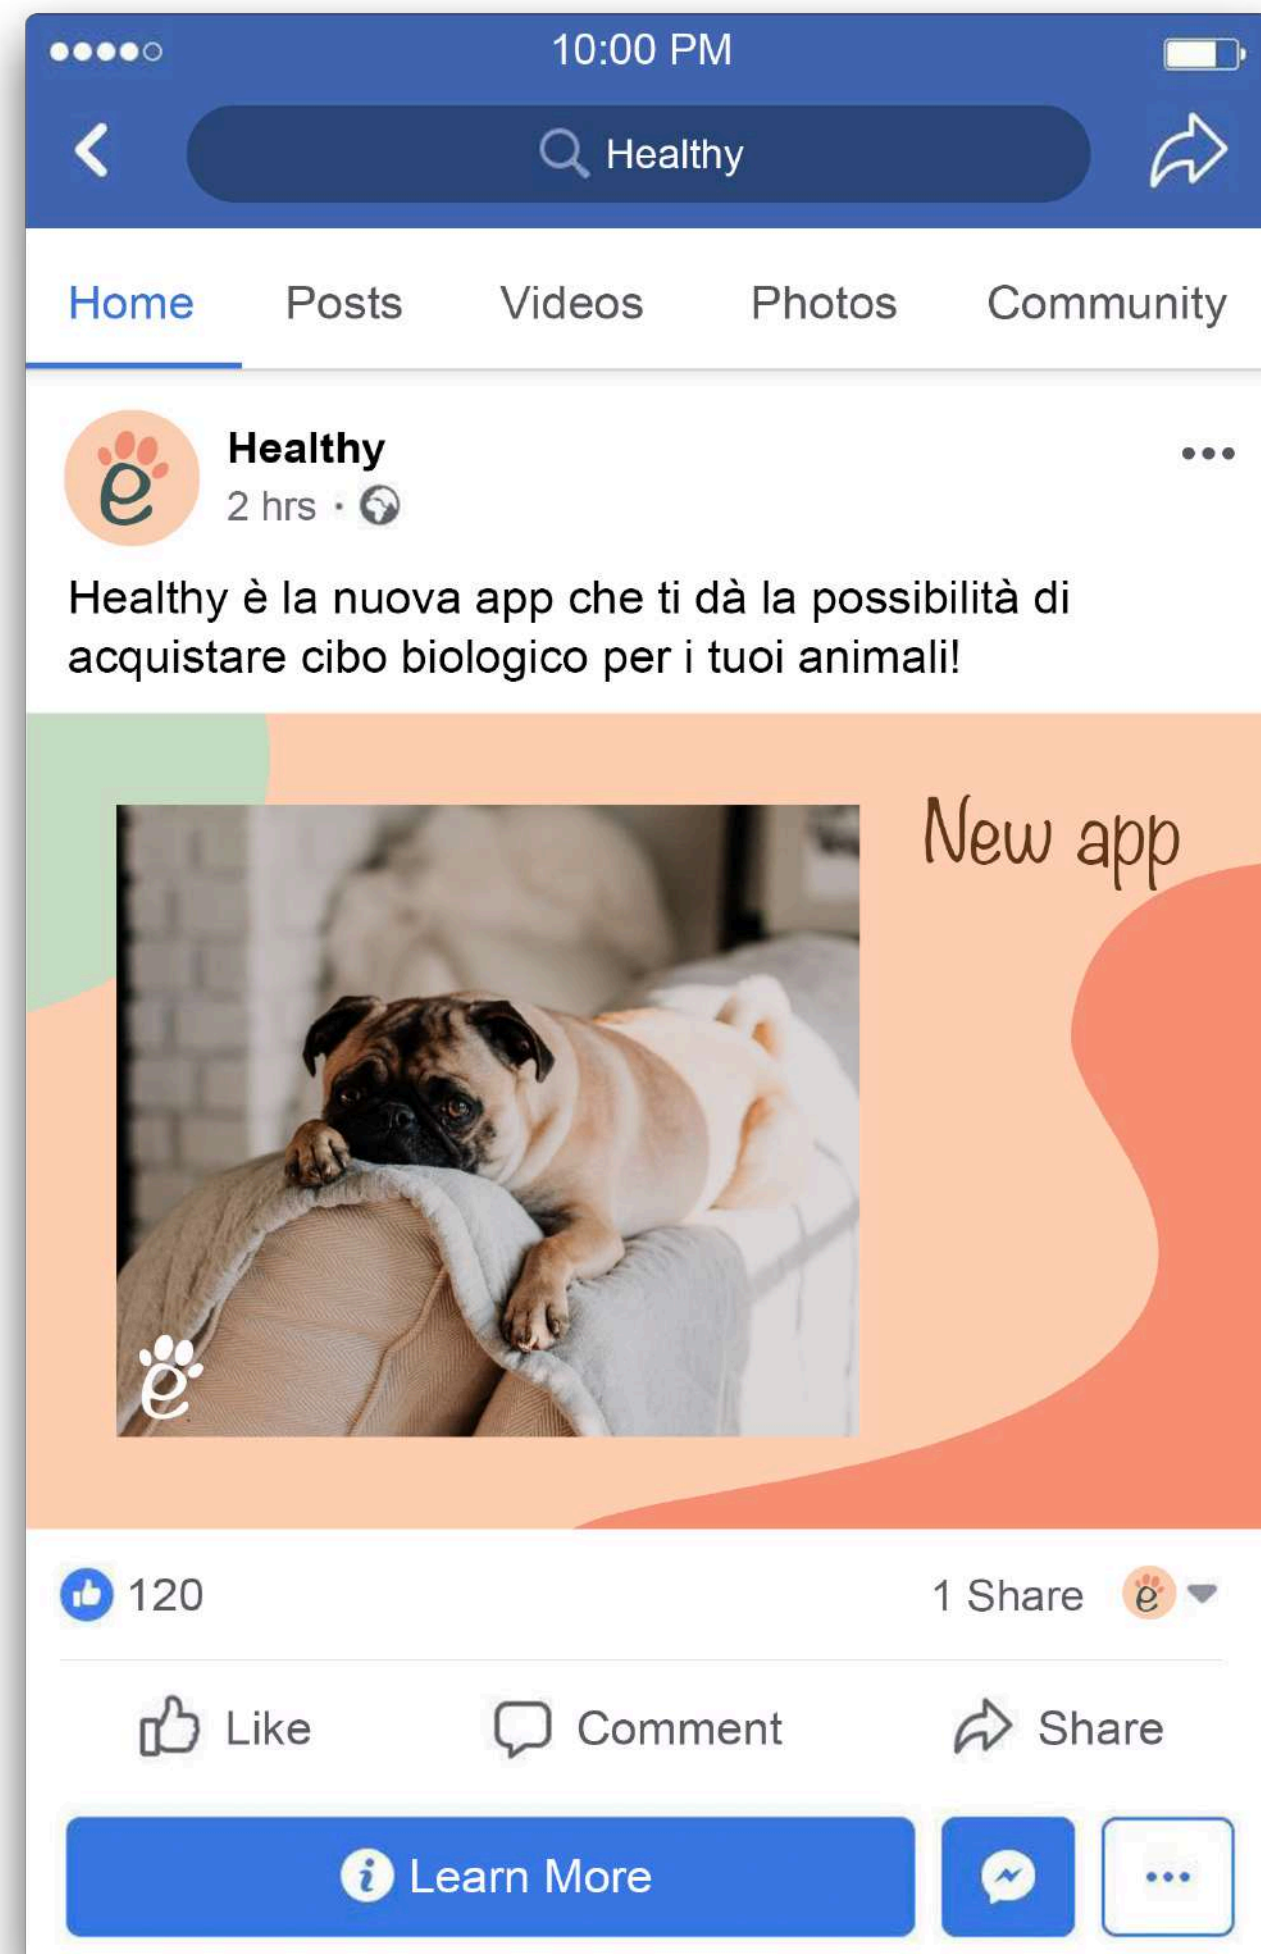 10:00 PM
Healthy
Home Posts Videos Photos Community
Healthy
2 hrs ·
Healthy è la nuova app che ti dà la possibilità di
acquistare cibo biologico per i tuoi animali!
New app
e
120 1 Share
Like Comment Share
Learn More